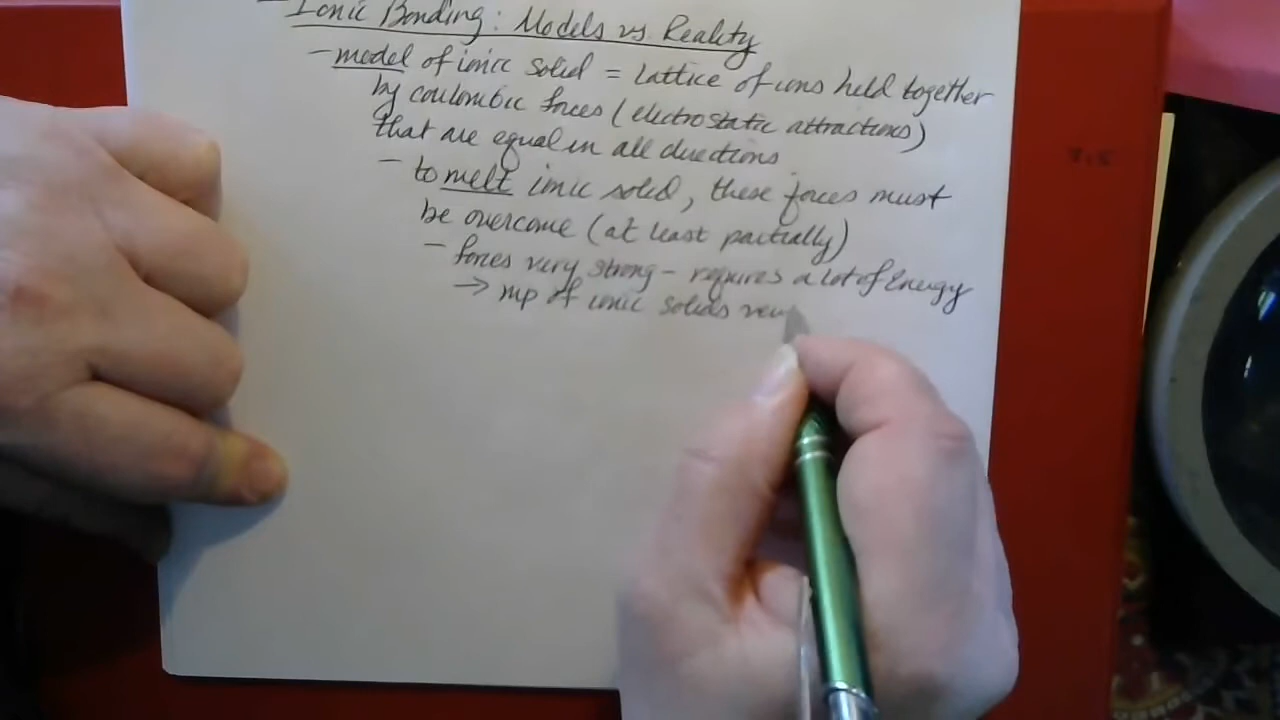 - Ionic Bonding: Models vs Reality
- model of ionic solid = lattice of ions held together
by coulombic forces (electrostatic attractions)
that are equal in all directions
- to melt ionic solid, these forces must
be overcome (at least partially)
- forces very strong - requires a lot of Energy
→ mp of ionic solids ver